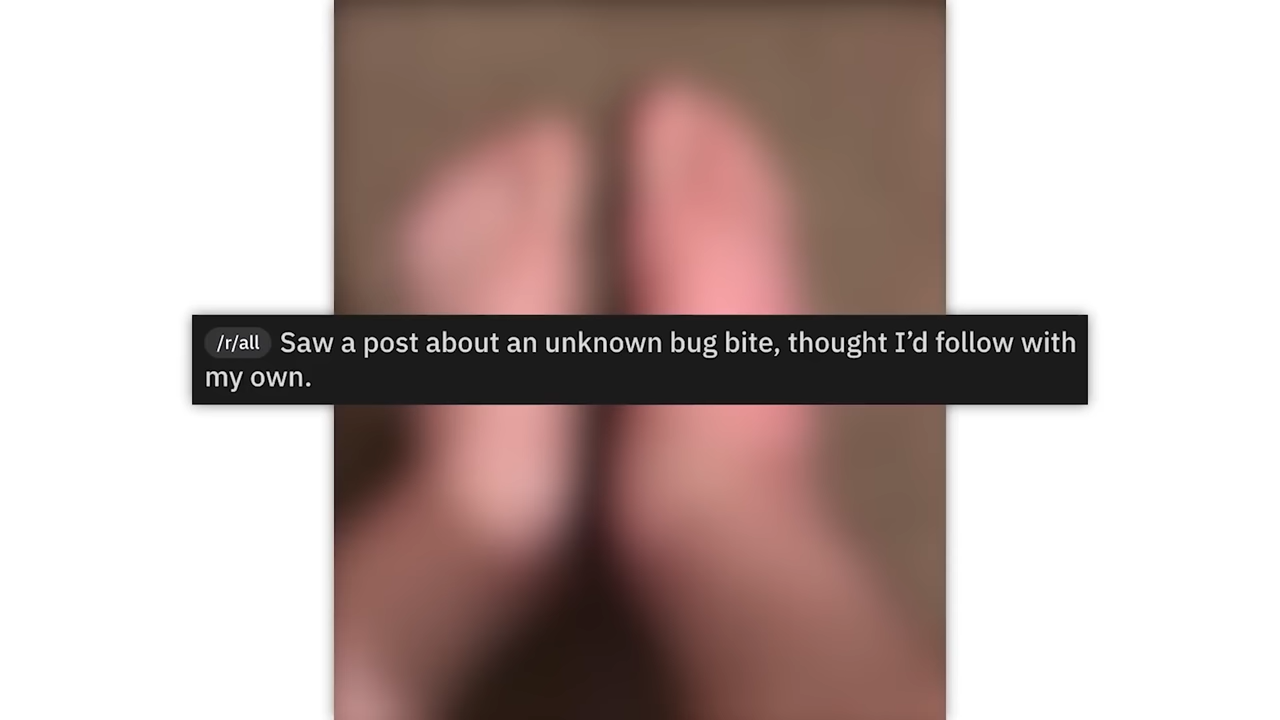 /r/all Saw a post about an unknown bug bite, thought I’d follow with
my own.